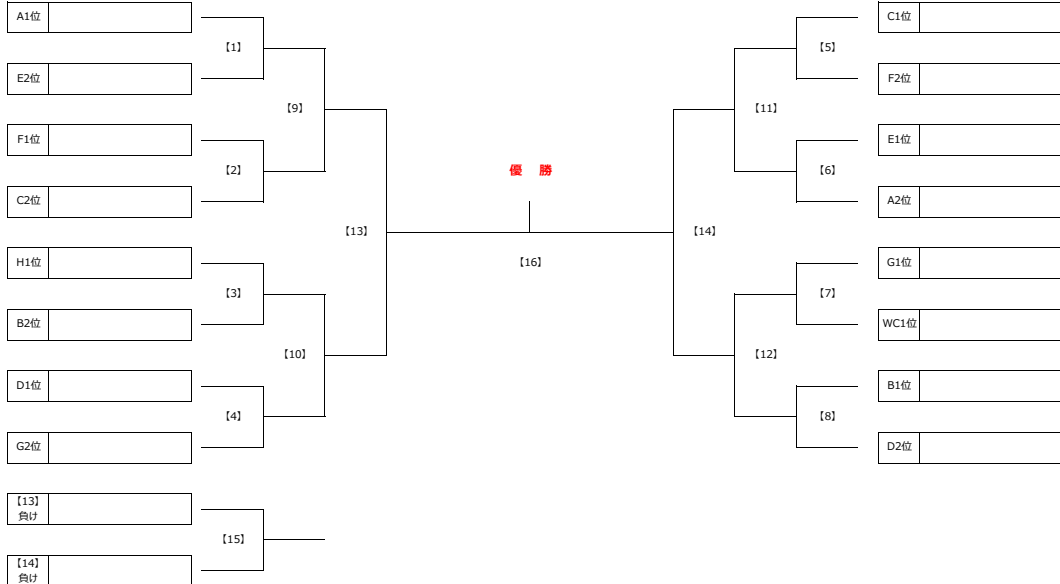 A1位
【1】
E2位
【9】
F1位
【2】
C2位
【13】
H1位
【3】
B2位
【10】
D1位
【4】
G2位
【13】
負け
【15】
【14】
負け
優 勝
【16】
C1位
【5】
F2位
【11】
E1位
【6】
A2位
【14】
G1位
【7】
WC1位
【12】
B1位
【8】
D2位